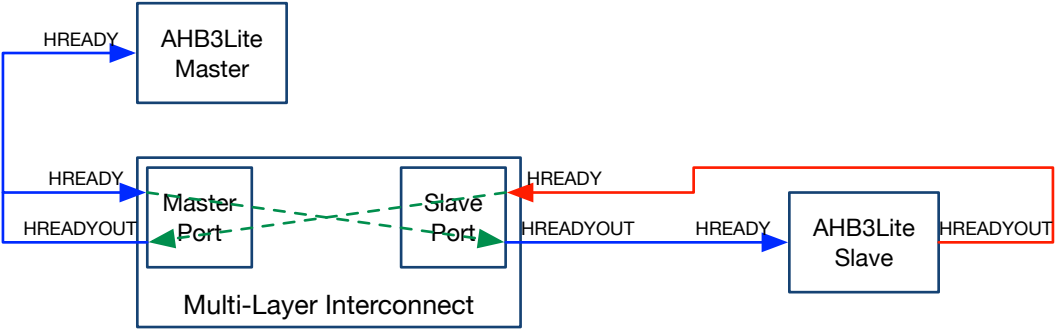 HREADY
AHB3Lite
Master
HREADY
HREADY
Master
Port
Slave
Port
HREADYOUT
HREADYOUT
HREADY
AHB3Lite
Slave
HREADYOUT
Multi-Layer Interconnect